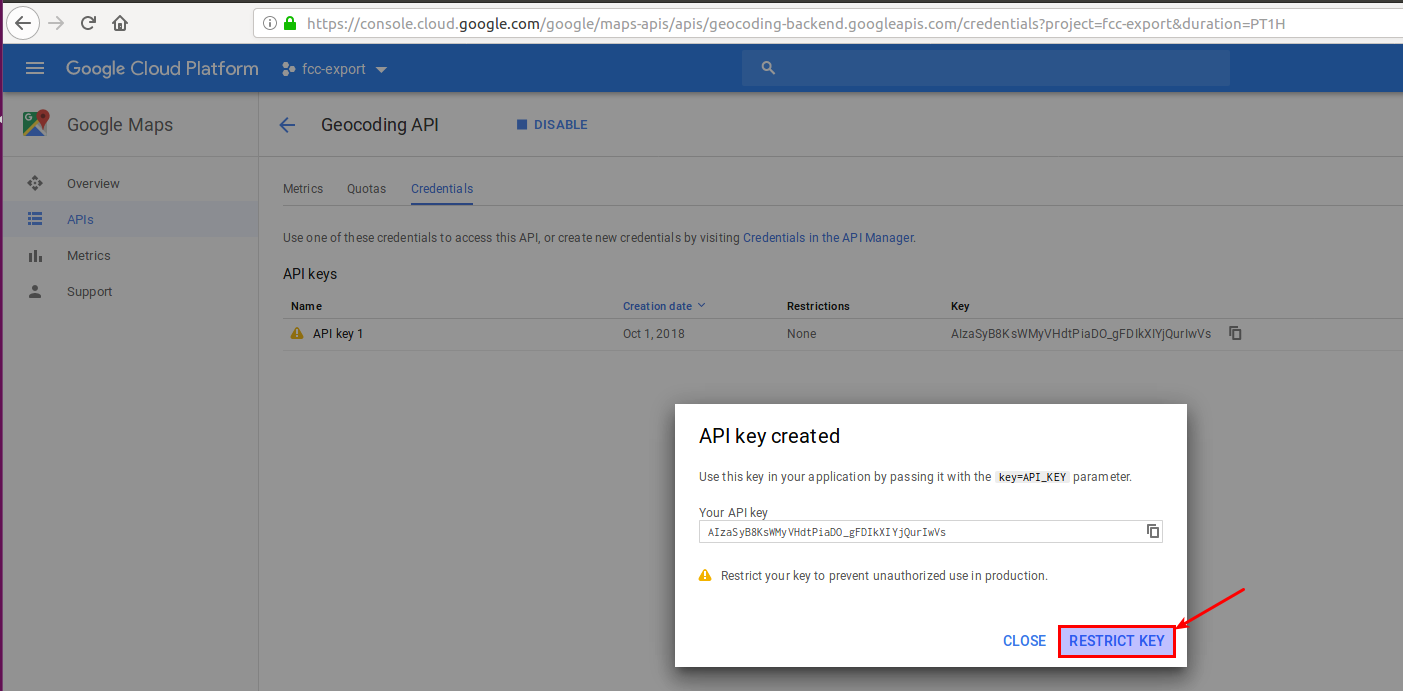 https://console.cloud.google.com/google/maps-apis/apis/geocoding-backend.googleapis.com/credentials?project=fcc-export&duration=PT1H
Google Cloud Platform fcc-export
Google Maps
Geocoding API DISABLE
Overview
APIs
Metrics
Support
Metrics Quotas Credentials
Use one of these credentials to access this API, or create new credentials by visiting Credentials in the API Manager.
API keys
Name Creation date Restrictions Key
API key 1 Oct 1, 2018 None AIzaSyB8KsWMyVHdtPiaDO_gFDIkXIYjQurIwVs
API key created
Use this key in your application by passing it with the key=API_KEY parameter.
Your API key
AIzaSyB8KsWMyVHdtPiaDO_gFDIkXIYjQurIwVs
Restrict your key to prevent unauthorized use in production.
CLOSE RESTRICT KEY